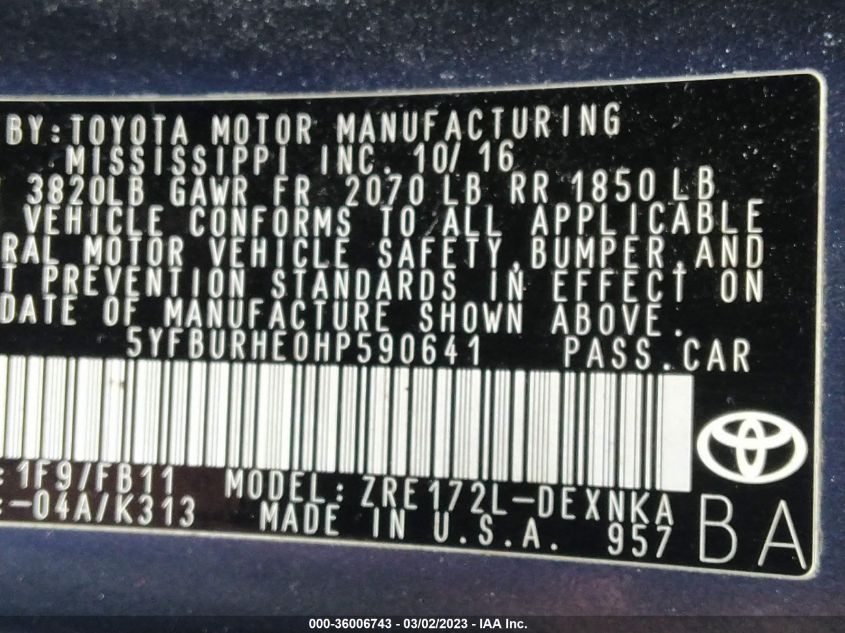 BY:TOYOTA MOTOR MANUFACTURING
MISSISSIPPI INC. 10/16
3820LB GAWR FR 2070 LB RR 1850 LB
VEHICLE CONFORMS TO ALL APPLICABLE
RAL MOTOR VEHICLE SAFETY,BUMPER,AND
T PREVENTION STANDARDS IN EFFECT ON
DATE OF MANUFACTURE SHOWN ABOVE.
5YFBURHE0HP590641 PASS.CAR
:1F9/FB11 MODEL:ZRE172L-DEXNKA
-04A/K313 MADE IN U.S.A. 957
BA
000-36006743 - 03/02/2023 - IAA Inc.